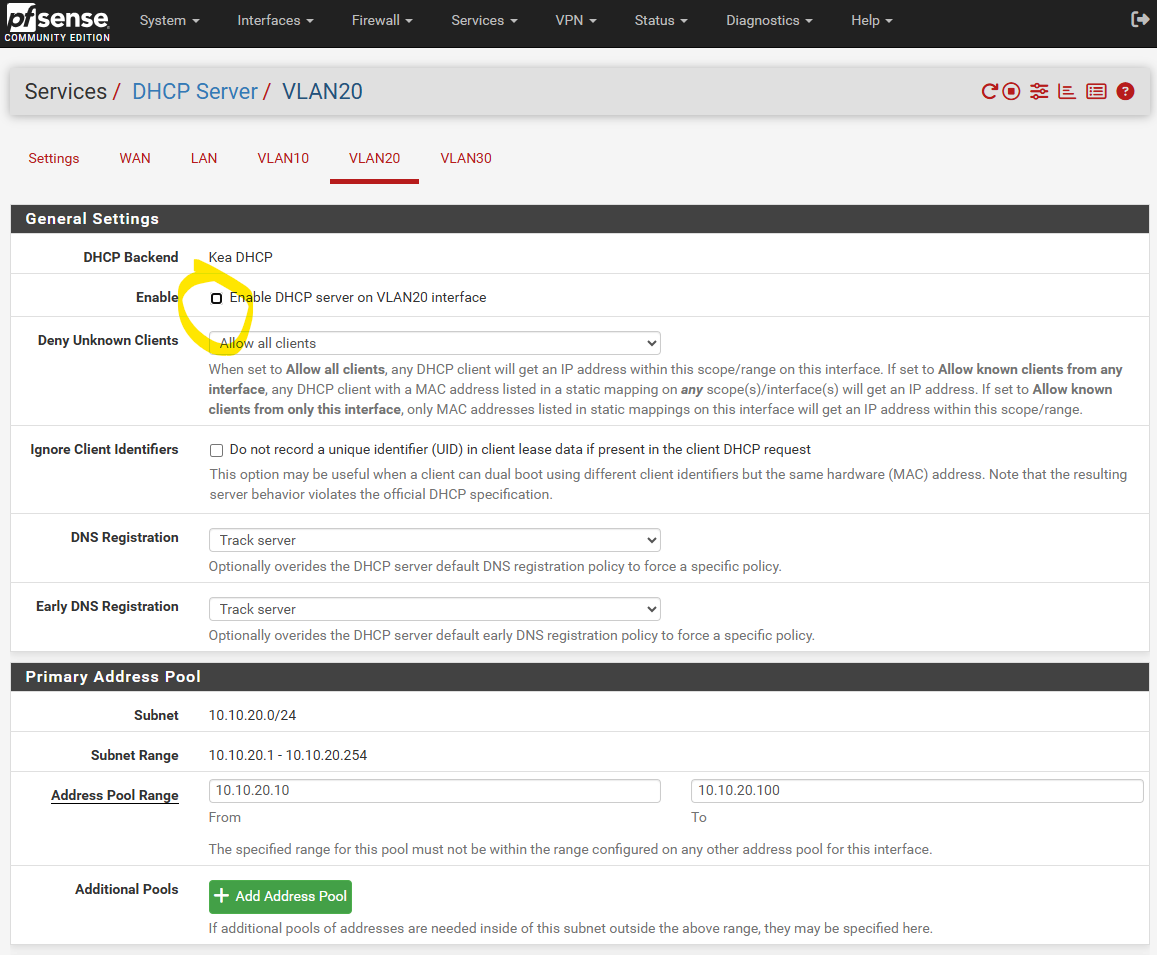 pfsense
COMMUNITY EDITION
System Interfaces Firewall Services VPN Status Diagnostics Help
Services / DHCP Server / VLAN20
Settings WAN LAN VLAN10 VLAN20 VLAN30
General Settings
DHCP Backend Kea DHCP
Enable Enable DHCP server on VLAN20 interface
Deny Unknown Clients Allow all clients
When set to Allow all clients, any DHCP client will get an IP address within this scope/range on this interface. If set to Allow known clients from any
interface, any DHCP client with a MAC address listed in a static mapping on any scope(s)/interface(s) will get an IP address. If set to Allow known
clients from only this interface, only MAC addresses listed in static mappings on this interface will get an IP address within this scope/range.
Ignore Client Identifiers Do not record a unique identifier (UID) in client lease data if present in the client DHCP request
This option may be useful when a client can dual boot using different client identifiers but the same hardware (MAC) address. Note that the resulting
server behavior violates the official DHCP specification.
DNS Registration Track server
Optionally overides the DHCP server default DNS registration policy to force a specific policy.
Early DNS Registration Track server
Optionally overides the DHCP server default early DNS registration policy to force a specific policy.
Primary Address Pool
Subnet 10.10.20.0/24
Subnet Range 10.10.20.1 - 10.10.20.254
Address Pool Range 10.10.20.10 10.10.20.100
From To
The specified range for this pool must not be within the range configured on any other address pool for this interface.
Additional Pools + Add Address Pool
If additional pools of addresses are needed inside of this subnet outside the above range, they may be specified here.